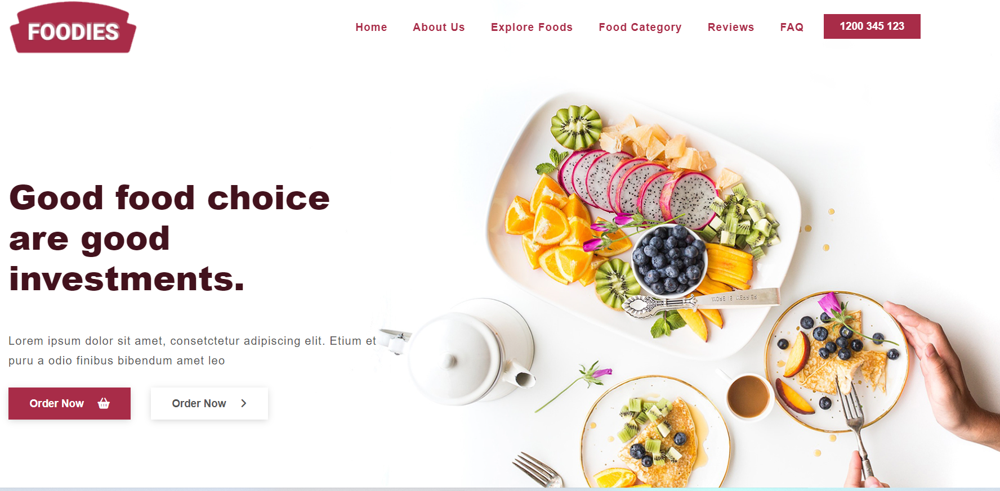 FOODIES
Home About Us Explore Foods Food Category Reviews FAQ 1200 345 123
Good food choice
are good
investments.
Lorem ipsum dolor sit amet, consetctetur adipiscing elit. Etium et
puru a odio finibus bibendum amet leo
Order Now Order Now